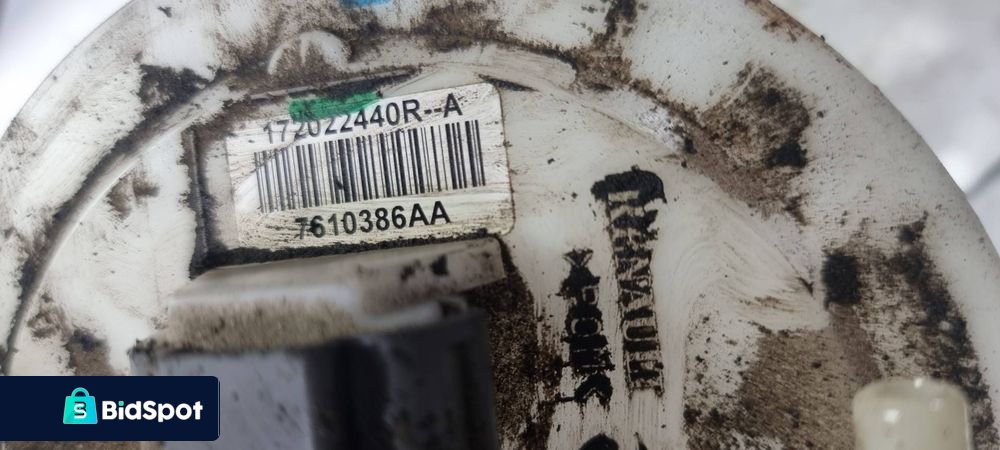 172022440R--A
7610386AA
RENAULT
BidSpot